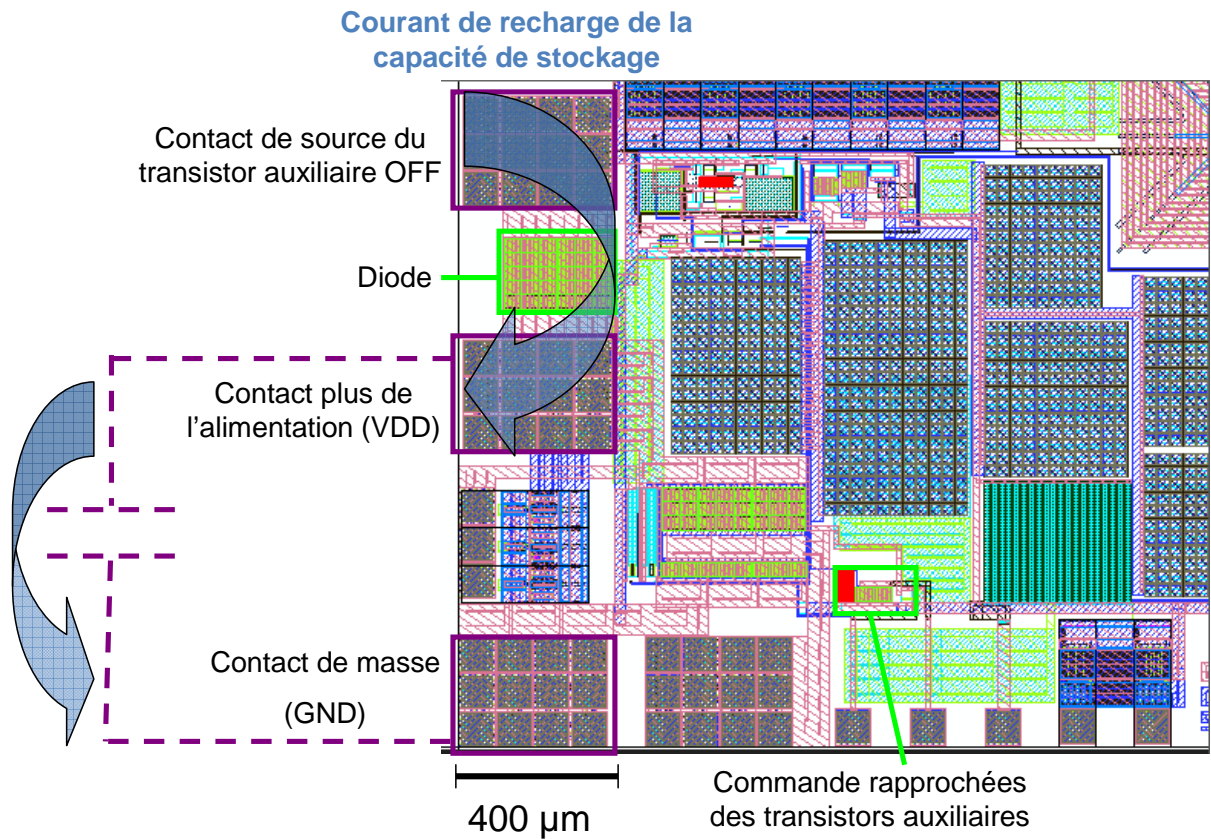 Courant de recharge de la
capacité de stockage
Contact de source du
transistor auxiliaire OFF
Diode
Contact plus de
l'alimentation (VDD)
Contact de masse
(GND)
400 µm
Commande rapprochées
des transistors auxiliaires